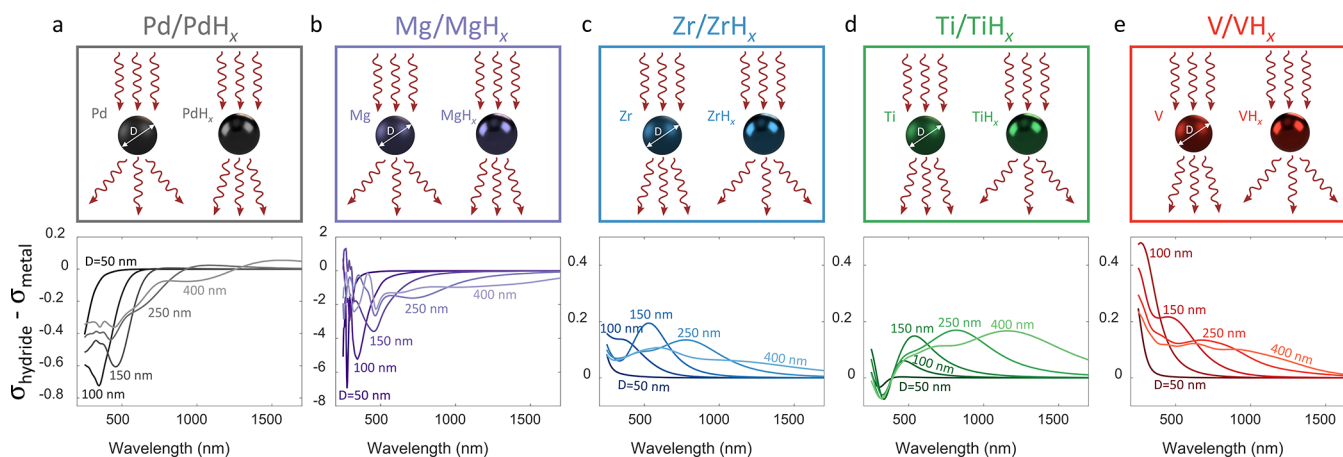 a
Pd/PdHₓ
b
Mg/MgHₓ
c
Zr/ZrHₓ
d
Ti/TiHₓ
e
V/VHₓ
Pd
D
PdHₓ
Mg
D
MgHₓ
Zr
D
ZrHₓ
Ti
D
TiHₓ
V
D
VHₓ
σhydride - σmetal
0.2
0
-0.2
-0.4
-0.6
-0.8
D=50 nm
400 nm
250 nm
150 nm
100 nm
500 1000 1500
Wavelength (nm)
2
0
-2
-4
-6
-8
400 nm
250 nm
150 nm
100 nm
D=50 nm
500 1000 1500
Wavelength (nm)
0.4
0.2
0
150 nm
100 nm
250 nm
400 nm
D=50 nm
500 1000 1500
Wavelength (nm)
0.4
0.2
0
150 nm
250 nm
400 nm
100 nm
D=50 nm
500 1000 1500
Wavelength (nm)
0.4
0.2
0
100 nm
150 nm
250 nm
400 nm
D=50 nm
500 1000 1500
Wavelength (nm)